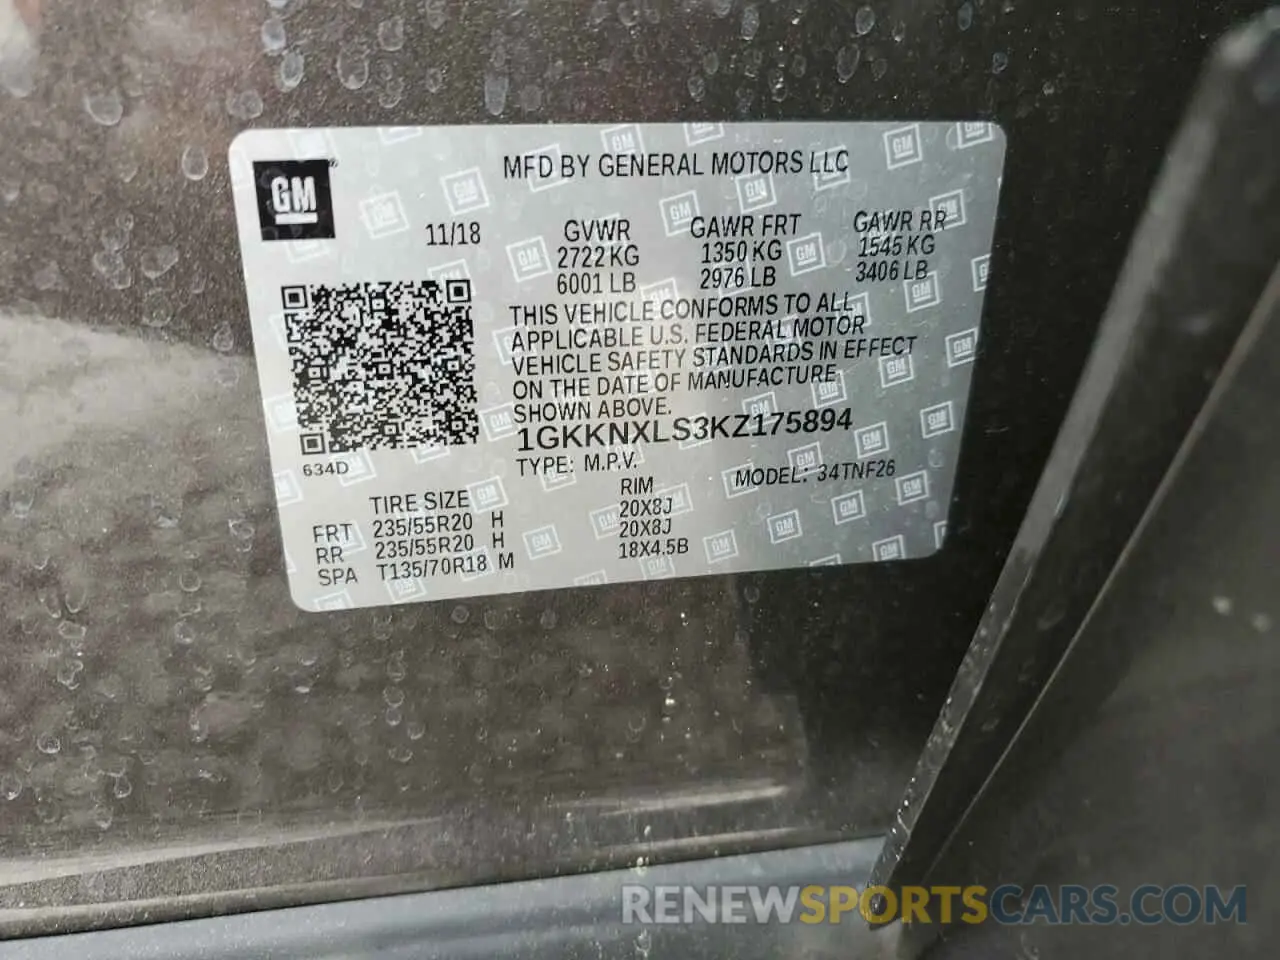 GM®
MFD BY GENERAL MOTORS LLC
11/18
GVWR GAWR FRT GAWR RR
2722 KG 1350 KG 1545 KG
6001 LB 2976 LB 3406 LB
THIS VEHICLE CONFORMS TO ALL
APPLICABLE U.S. FEDERAL MOTOR
VEHICLE SAFETY STANDARDS IN EFFECT
ON THE DATE OF MANUFACTURE
SHOWN ABOVE.
1GKKNXLS3KZ175894
634D
TYPE: M.P.V. MODEL: 34TNF26
TIRE SIZE RIM
FRT 235/55R20 H 20X8J
RR 235/55R20 H 20X8J
SPA T135/70R18 M 18X4.5B
RENEWSPORTSCARS.COM